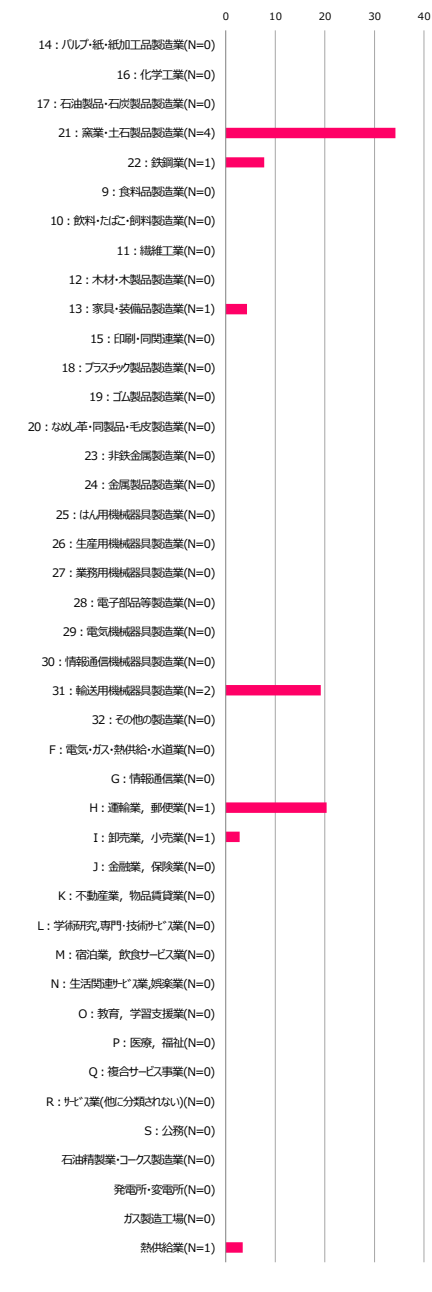 0 10 20 30 40
14：パルプ・紙・紙加工品製造業(N=0)
16：化学工業(N=0)
17：石油製品・石炭製品製造業(N=0)
21：窯業・土石製品製造業(N=4)
22：鉄鋼業(N=1)
9：食料品製造業(N=0)
10：飲料・たばこ・飼料製造業(N=0)
11：繊維工業(N=0)
12：木材・木製品製造業(N=0)
13：家具・装備品製造業(N=1)
15：印刷・同関連業(N=0)
18：プラスチック製品製造業(N=0)
19：ゴム製品製造業(N=0)
20：なめし革・同製品・毛皮製造業(N=0)
23：非鉄金属製造業(N=0)
24：金属製品製造業(N=0)
25：はん用機械器具製造業(N=0)
26：生産用機械器具製造業(N=0)
27：業務用機械器具製造業(N=0)
28：電子部品等製造業(N=0)
29：電気機械器具製造業(N=0)
30：情報通信機械器具製造業(N=0)
31：輸送用機械器具製造業(N=2)
32：その他の製造業(N=0)
F：電気・ガス・熱供給・水道業(N=0)
G：情報通信業(N=0)
H：運輸業，郵便業(N=1)
I：卸売業，小売業(N=1)
J：金融業，保険業(N=0)
K：不動産業，物品賃貸業(N=0)
L：学術研究,専門・技術ｻｰﾋﾞｽ業(N=0)
M：宿泊業，飲食サービス業(N=0)
N：生活関連ｻｰﾋﾞｽ業,娯楽業(N=0)
O：教育，学習支援業(N=0)
P：医療，福祉(N=0)
Q：複合サービス事業(N=0)
R：ｻｰﾋﾞｽ業(他に分類されない)(N=0)
S：公務(N=0)
石油精製業・コークス製造業(N=0)
発電所・変電所(N=0)
ガス製造工場(N=0)
熱供給業(N=1)